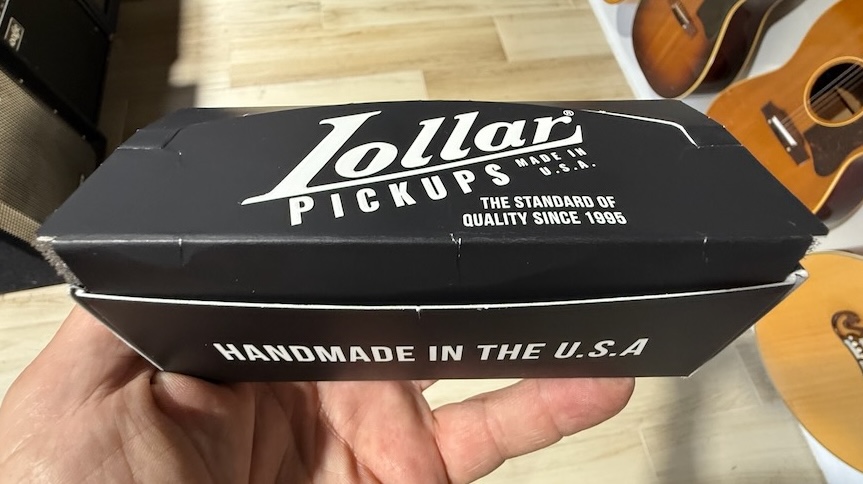 Lollar®
PICKUPS
MADE IN
U.S.A.
THE STANDARD OF
QUALITY SINCE 1995
HANDMADE IN THE U.S.A